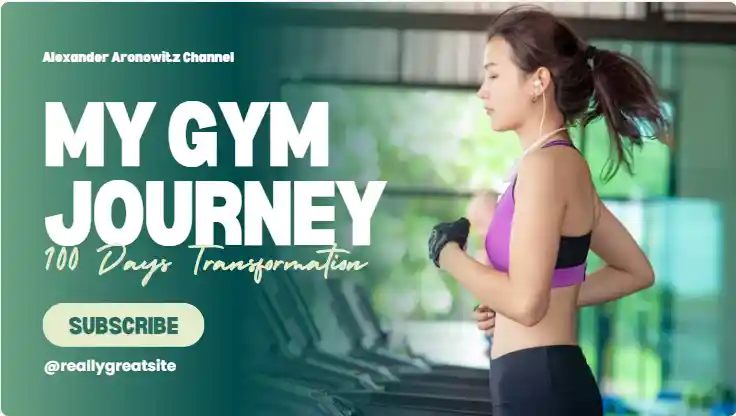 Alexander Aronowitz Channel
MY GYM
JOURNEY
100 Days Transformation
SUBSCRIBE
@reallygreatsite